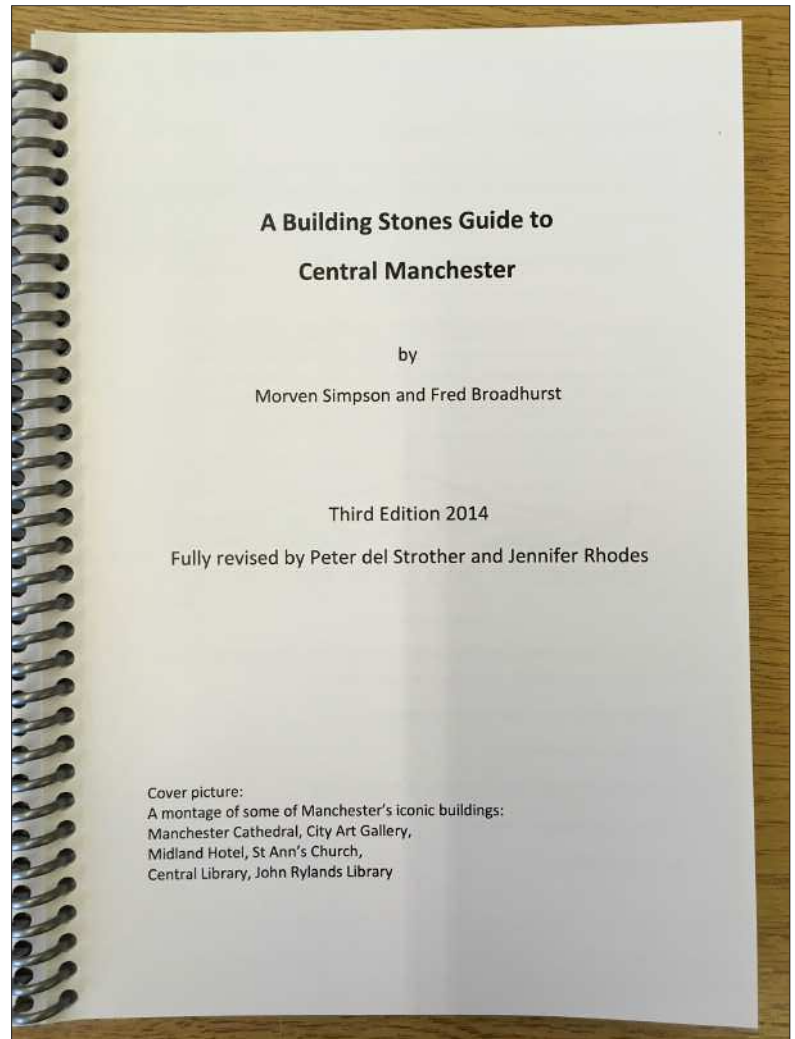 A Building Stones Guide to
Central Manchester
by
Morven Simpson and Fred Broadhurst
Third Edition 2014
Fully revised by Peter del Strother and Jennifer Rhodes
Cover picture:
A montage of some of Manchester's iconic buildings:
Manchester Cathedral, City Art Gallery,
Midland Hotel, St Ann's Church,
Central Library, John Rylands Library